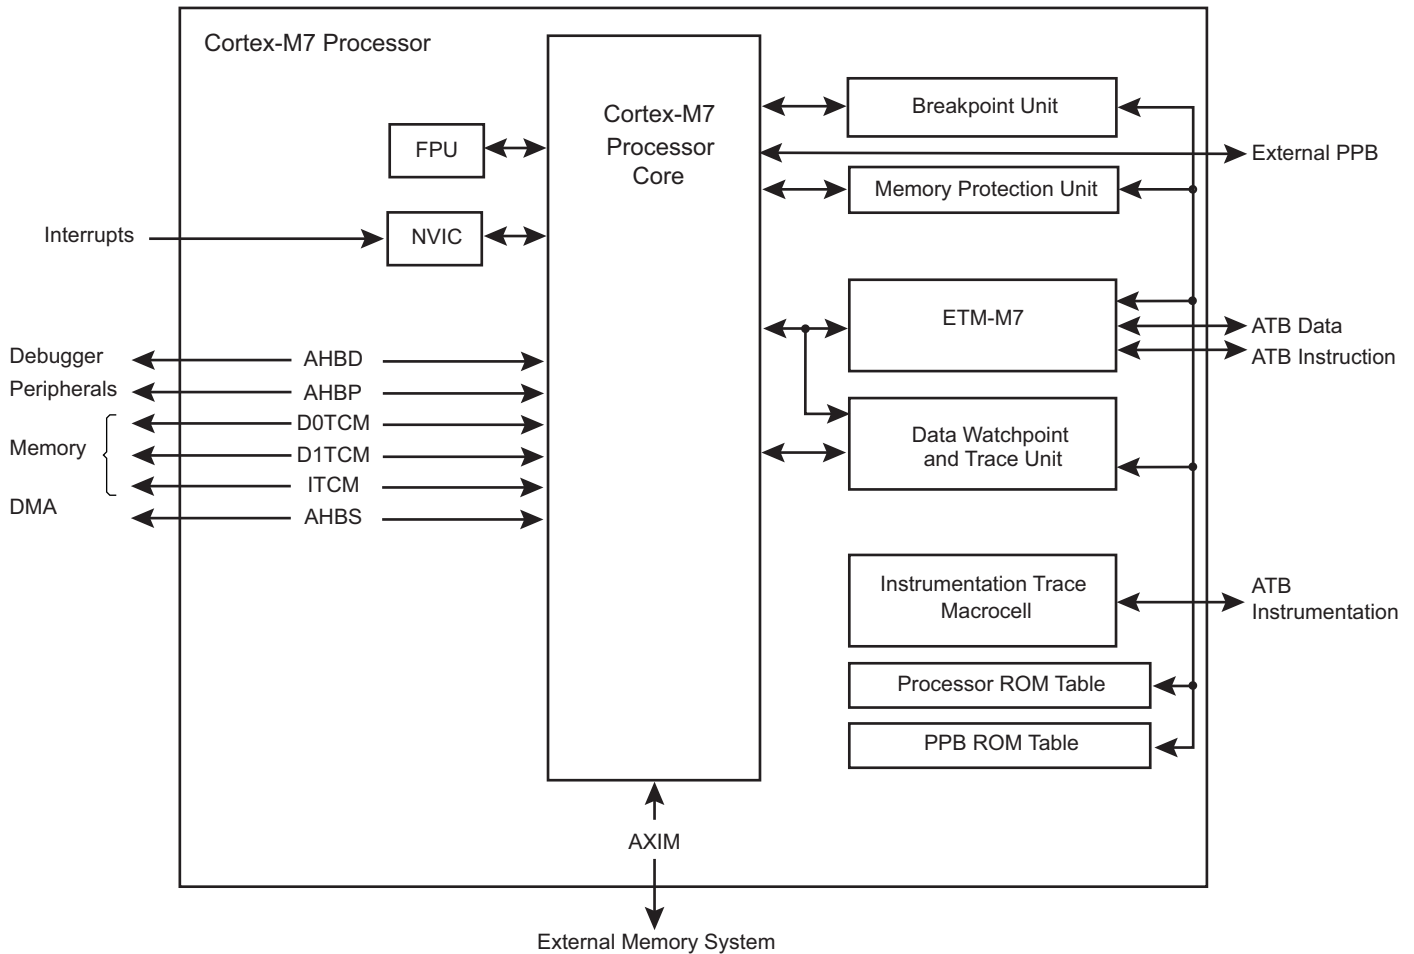 Cortex-M7 Processor
Cortex-M7
Processor
Core
FPU
NVIC
Interrupts
Debugger
Peripherals
Memory
DMA
AHBD
AHBP
D0TCM
D1TCM
ITCM
AHBS
Breakpoint Unit
External PPB
Memory Protection Unit
ETM-M7
ATB Data
ATB Instruction
Data Watchpoint
and Trace Unit
Instrumentation Trace
Macrocell
ATB
Instrumentation
Processor ROM Table
PPB ROM Table
AXIM
External Memory System